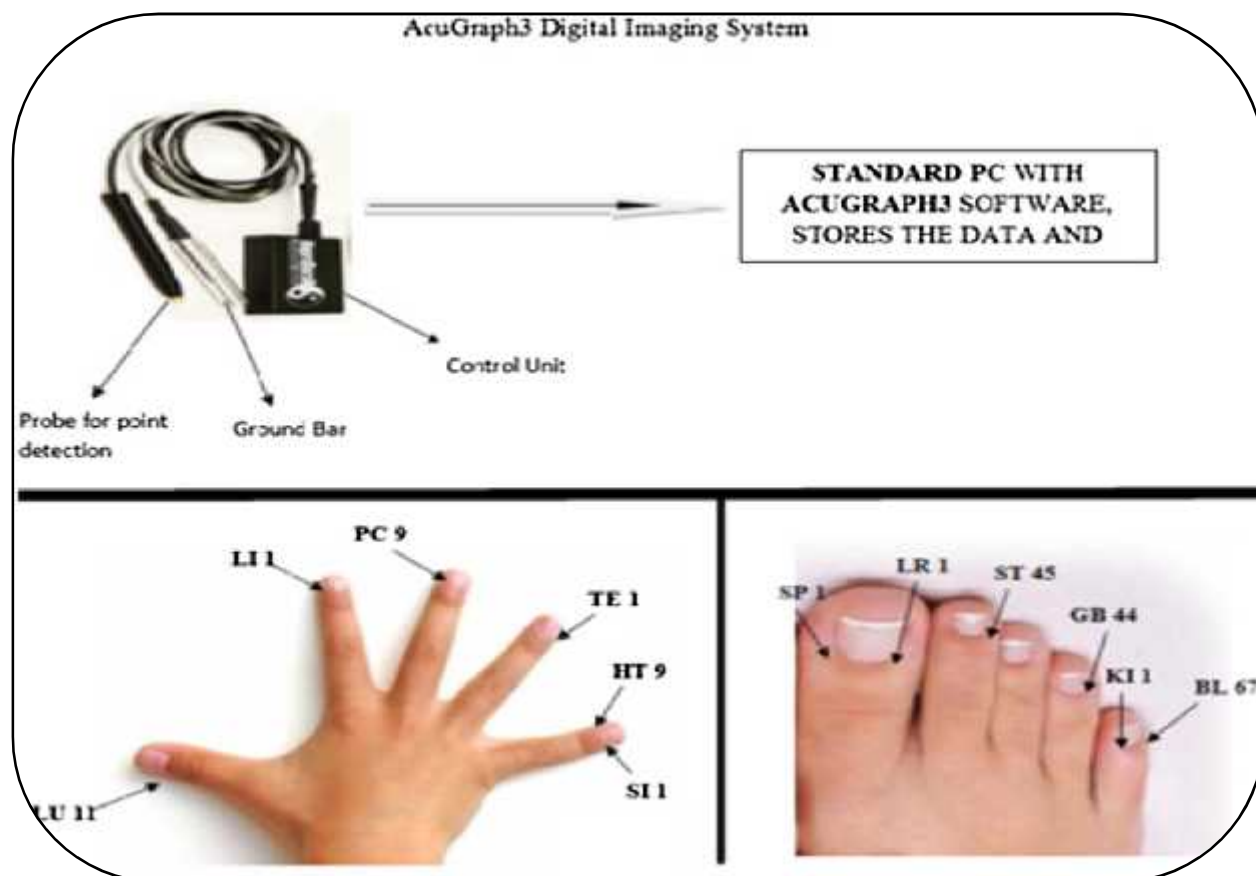 AcuGraph3 Digital Imaging System
STANDARD PC WITH
ACUGRAPH3 SOFTWARE,
STORES THE DATA AND
Control Unit
Probe for point
detection
Ground Bar
PC 9
LI 1
TE 1
HT 9
SI 1
LU 11
LR 1
ST 45
SP 1
GB 44
KI 1
BL 67